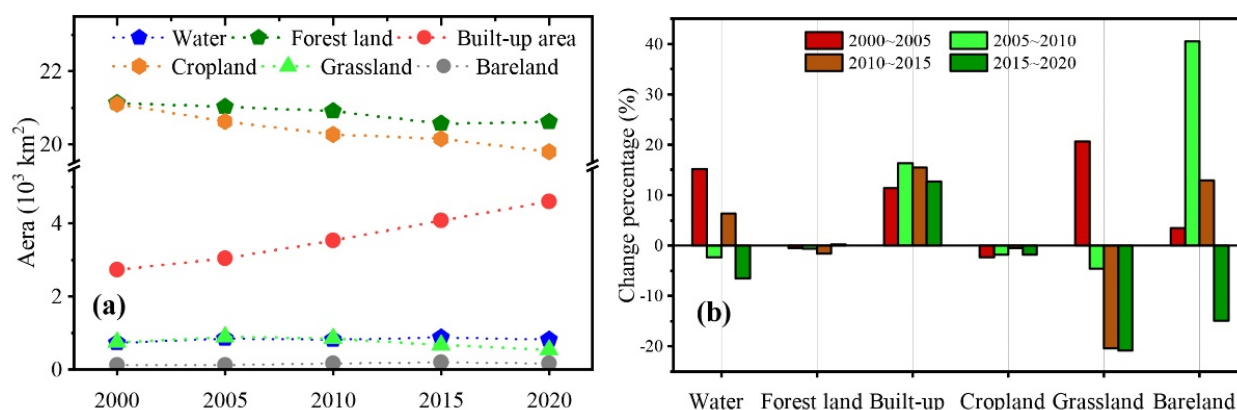 Water Forest land Built-up area
Cropland Grassland Bareland
Aera (10³ km²)
22
20
4
2
0
(a)
2000 2005 2010 2015 2020
2000~2005 2005~2010
2010~2015 2015~2020
Change percentage (%)
40
30
20
10
0
-10
-20
(b)
Water Forest land Built-up Cropland Grassland Bareland